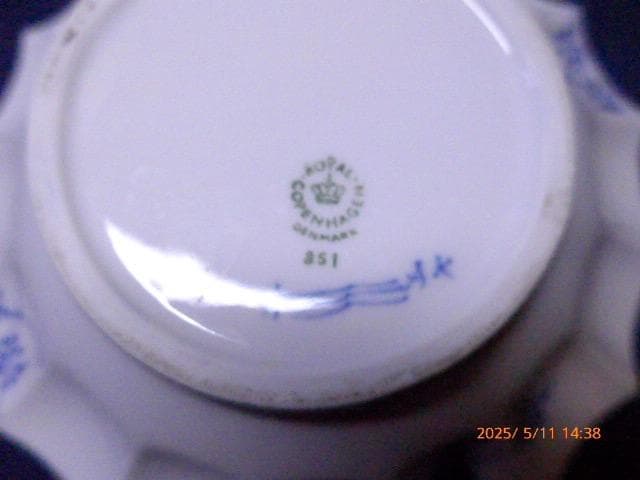 ROYAL
COPENHAGEN
DENMARK
851
2025/ 5/11 14:38